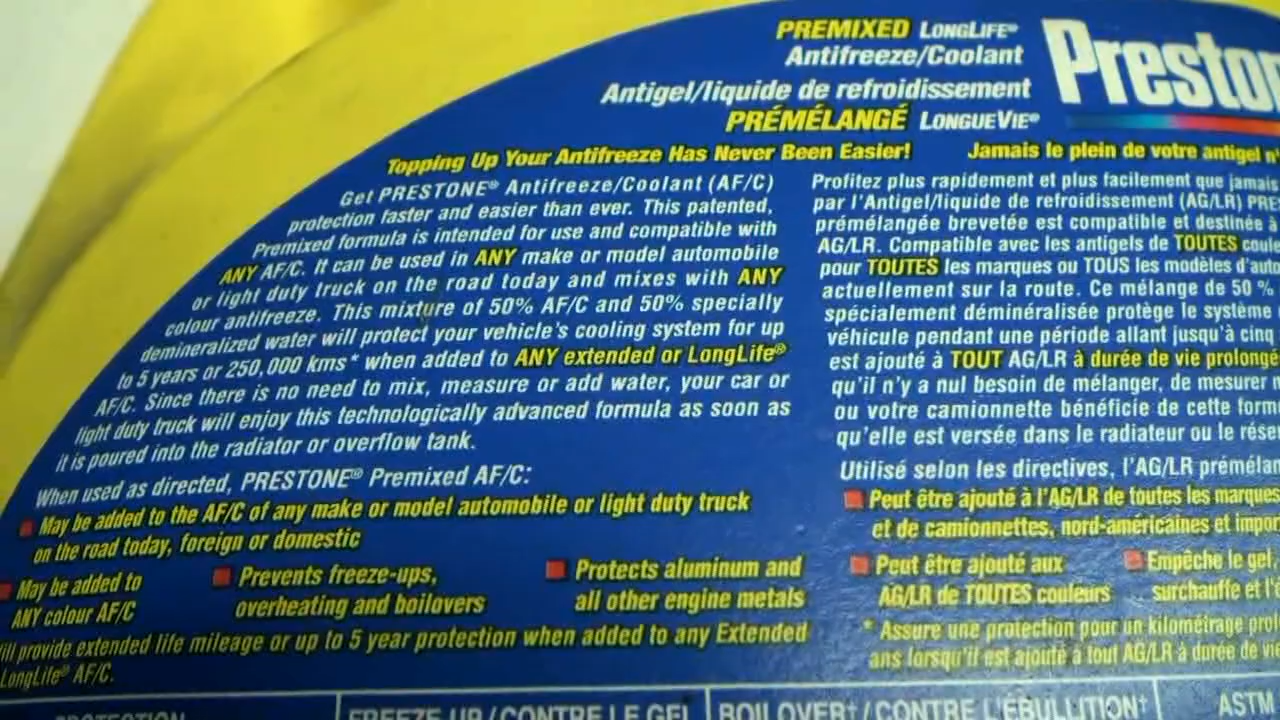 PREMIXED LONGLIFE®
Antifreeze/Coolant
Antigel/liquide de refroidissement
PRÉMÉLANGÉ LONGUEVIE®
Topping Up Your Antifreeze Has Never Been Easier!
Get PRESTONE® Antifreeze/Coolant (AF/C)
protection faster and easier than ever. This patented,
Premixed formula is intended for use and compatible with
ANY AF/C. It can be used in ANY make or model automobile
or light duty truck on the road today and mixes with ANY
colour antifreeze. This mixture of 50% AF/C and 50% specially
demineralized water will protect your vehicle's cooling system for up
to 5 years or 250,000 kms* when added to ANY extended or LongLife®
AF/C. Since there is no need to mix, measure or add water, your car or
light duty truck will enjoy this technologically advanced formula as soon as
it is poured into the radiator or overflow tank.
When used as directed, PRESTONE® Premixed AF/C:
May be added to the AF/C of any make or model automobile or light duty truck
on the road today, foreign or domestic
May be added to
ANY colour AF/C
Prevents freeze-ups,
overheating and boilovers
Protects aluminum and
all other engine metals
provide extended life mileage or up to 5 year protection when added to any Extended
LongLife® AF/C.
Jamais le plein de votre antigel
Profitez plus rapidement et plus facilement que jamais
par l'Antigel/liquide de refroidissement (AG/LR)
prémélangée brevetée est compatible et destinée à
AG/LR. Compatible avec les antigels de TOUTES
pour TOUTES les marques ou TOUS les modèles
actuellement sur la route. Ce mélange de 50 %
spécialement déminéralisée protège le système
véhicule pendant une période allant jusqu'à cinq
est ajouté à TOUT AG/LR à durée de vie prolongé
qu'il n'y a nul besoin de mélanger, de mesurer
ou votre camionnette bénéficie de cette
qu'elle est versée dans le radiateur ou le
Utilisé selon les directives, l'AG/LR
Peut être ajouté à l'AG/LR de toutes les marques
et de camionnettes, nord-américaines et
Peut être ajouté aux
AG/LR de TOUTES couleurs
Empêche le gel,
surchauffe et
* Assure une protection pour un kilométrage
ans lorsqu'il est ajouté à tout AG/LR à durée de vie
PROTECTION
FREEZE UP/CONTRE LE GEL
BOILOVER†/CONTRE L'ÉBULLITION†
ASTM